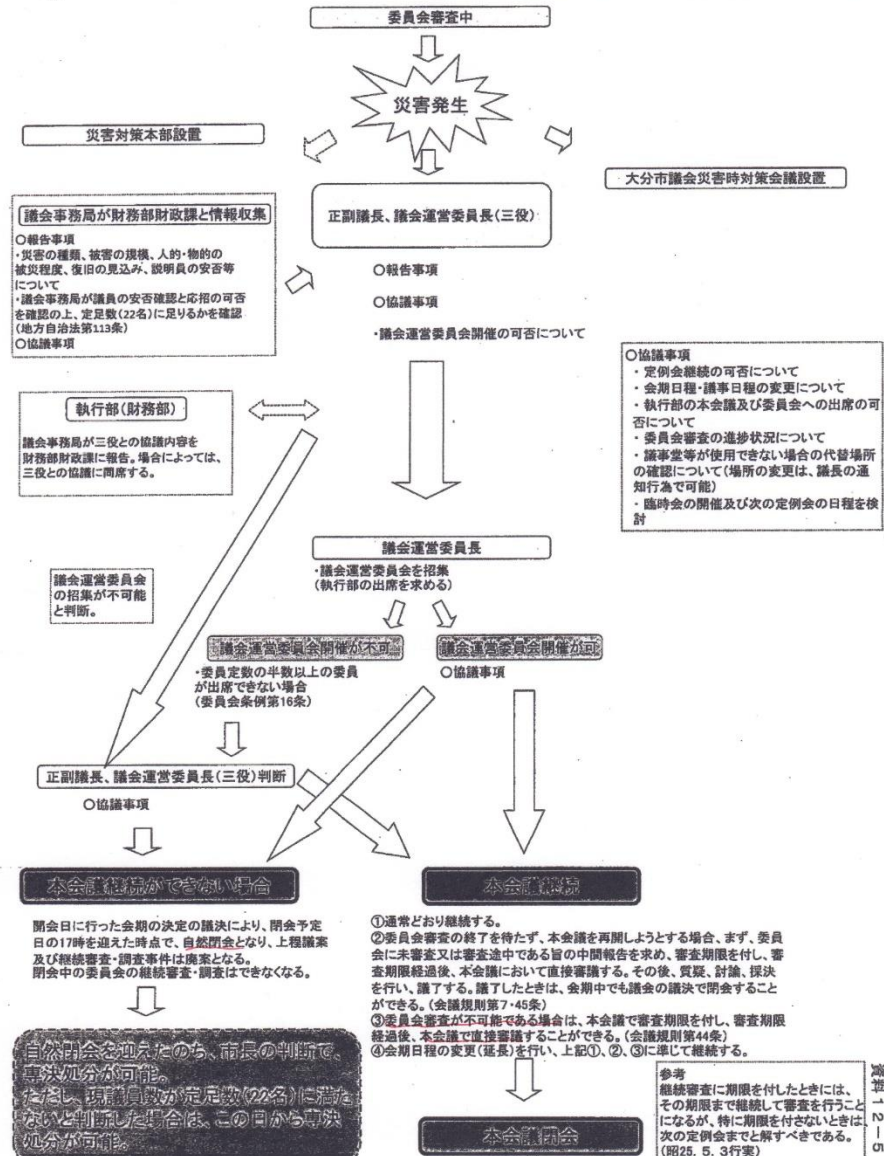 委員会審査中
災害発生
災害対策本部設置
大分市議会災害時対策会議設置
議会事務局が財務部財政課と情報収集
〇報告事項
・災害の種類、被害の規模、人的・物的の
被災程度、復旧の見込み、説明員の安否等
について
・議会事務局が議員の安否確認と応招の可否
を確認の上、定足数(22名)に足りるかを確認
(地方自治法第113条)
〇協議事項
正副議長、議会運営委員長(三役)
〇報告事項
〇協議事項
・議会運営委員会開催の可否について
〇協議事項
・定例会継続の可否について
・会期日程・議事日程の変更について
・執行部の本会議及び委員会への出席の可
否について
・委員会審査の進捗状況について
・議事堂等が使用できない場合の代替場所
の確認について(場所の変更は、議長の通
知行為で可能)
・臨時会の開催及び次の定例会の日程を検
討
執行部(財務部)
議会事務局が三役との協議内容を
財務部財政課に報告。場合によっては、
三役との協議に同席する。
議会運営委員会
の招集が不可能
と判断。
議会運営委員長
・議会運営委員会を招集
(執行部の出席を求める)
議会運営委員会開催が不可
・委員定数の半数以上の委員
が出席できない場合
(委員会条例第16条)
議会運営委員会開催が可
〇協議事項
正副議長、議会運営委員長(三役)判断
〇協議事項
本会議継続ができない場合
開会日に行った会期の決定の議決により、閉会予定
日の17時を迎えた時点で、自然閉会となり、上程議案
及び継続審査・調査事件は廃案となる。
閉会中の委員会の継続審査・調査はできなくなる。
自然閉会を迎えたのち、市長の判断で、
専決処分が可能。
ただし、現議員数が定足数(22名)に満た
ないと判断した場合は、この日から専決
処分が可能。
本会議継続
①通常どおり継続する。
②委員会審査の終了を待たず、本会議を再開しようとする場合、まず、委員
会に未審査又は審査途中である旨の中間報告を求め、審査期限を付し、審
査期限経過後、本会議において直接審議する。その後、質疑、討論、採決
を行い、議了する。議了したときは、会期中でも議会の議決で閉会すること
ができる。(会議規則第7・45条)
③委員会審査が不可能である場合は、本会議で審査期限を付し、審査期限
経過後、本会議で直接審議することができる。(会議規則第44条)
④会期日程の変更(延長)を行い、上記①、②、③に準じて継続する。
本会議閉会
参考
継続審査に期限を付したときには、
その期限まで継続して審査を行うこと
になるが、特に期限を付さないときは、
次の定例会までと解すべきである。
(昭25.5.3行実)
資料12－5